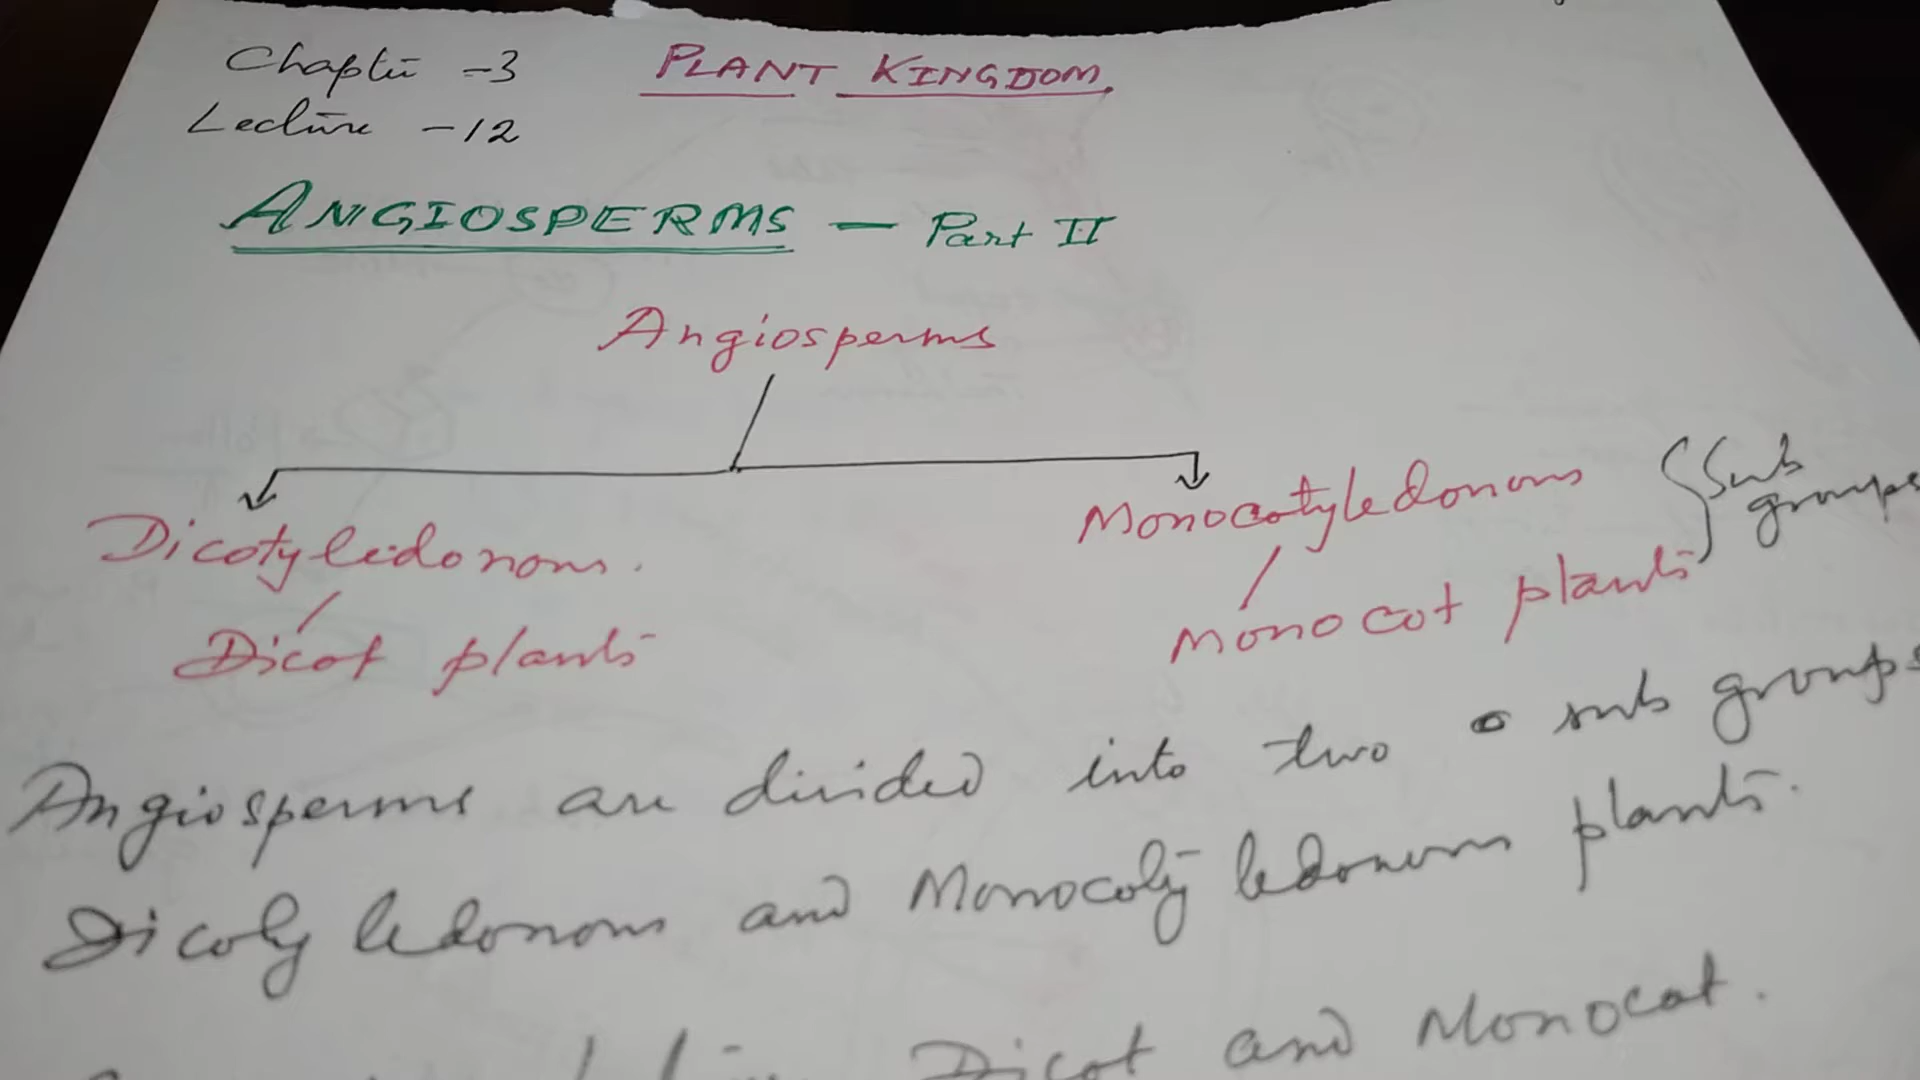 Chapter -3
PLANT KINGDOM
Lecture -12
ANGIOSPERMS - Part II
Angiosperms
Dicotyledonous.
Monocotyledonous
Sub groups
Dicot plants
Monocot plants
Angiosperms are divided into two sub groups
Dicotyledonous and Monocotyledonous plants.
Dicot and Monocot.